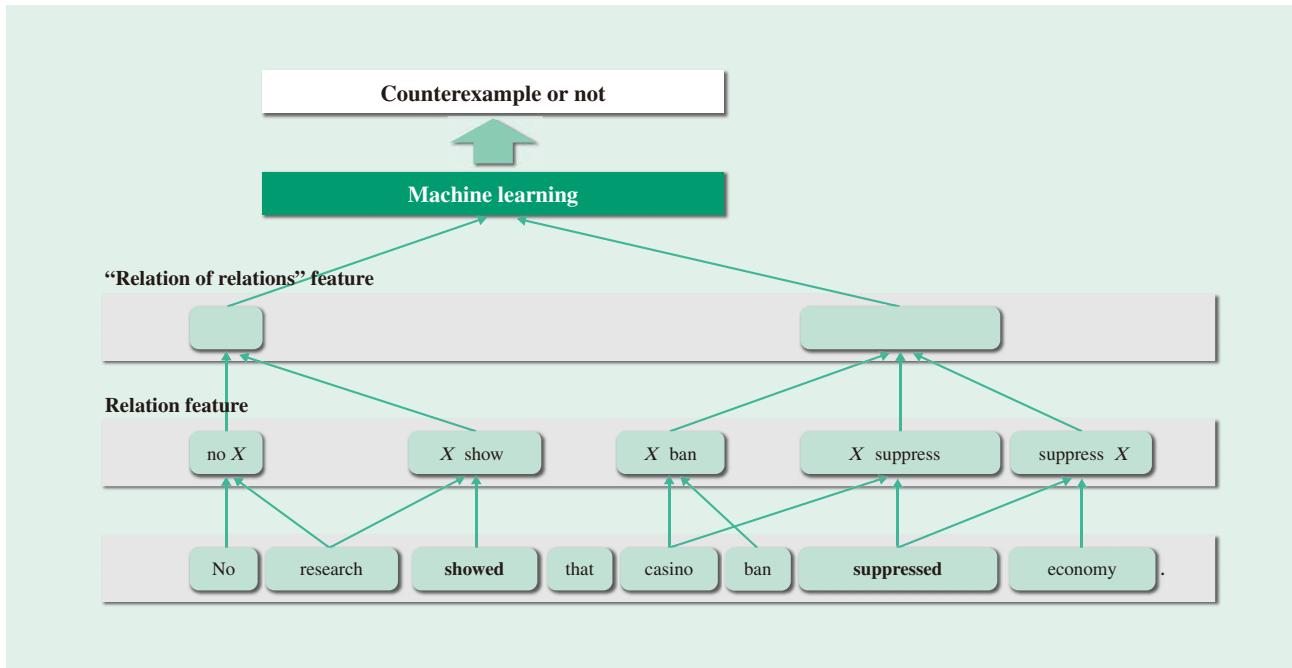 Counterexample or not
Machine learning
“Relation of relations” feature
Relation feature
no X X show X ban X suppress suppress X
No research showed that casino ban suppressed economy .